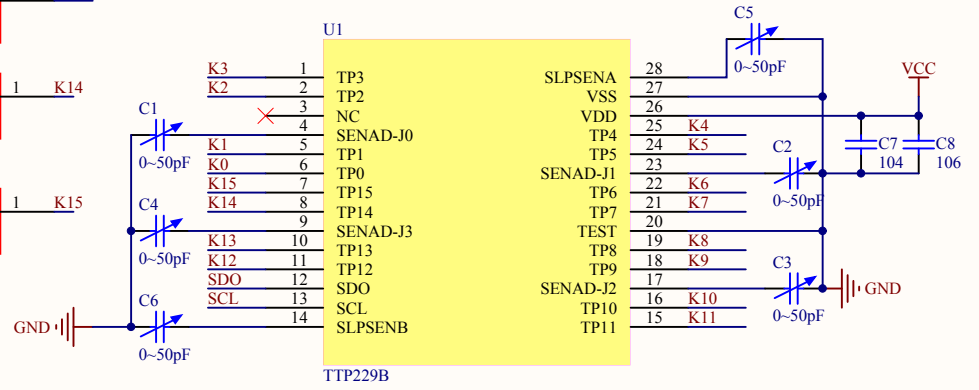 U1
TTP229B
1 K14
1 K15
K3 1 TP3
K2 2 TP2
3 NC
4 SENAD-J0
K1 5 TP1
K0 6 TP0
K15 7 TP15
K14 8 TP14
9 SENAD-J3
K13 10 TP13
K12 11 TP12
SDO 12 SDO
SCL 13 SCL
14 SLPSENB
SLPSENA 28
VSS 27
VDD 26
TP4 25 K4
TP5 24 K5
SENAD-J1 23
TP6 22 K6
TP7 21 K7
TEST 20
TP8 19 K8
TP9 18 K9
SENAD-J2 17
TP10 16 K10
TP11 15 K11
C1
0~50pF
C4
0~50pF
C6
0~50pF
GND
C5
0~50pF
C2
0~50pF
C3
0~50pF
GND
VCC
C7
104
C8
106